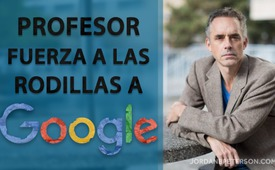 PROFESOR
FUERZA A LAS
RODILLAS A
Google
JORDANBPETERSON.COM